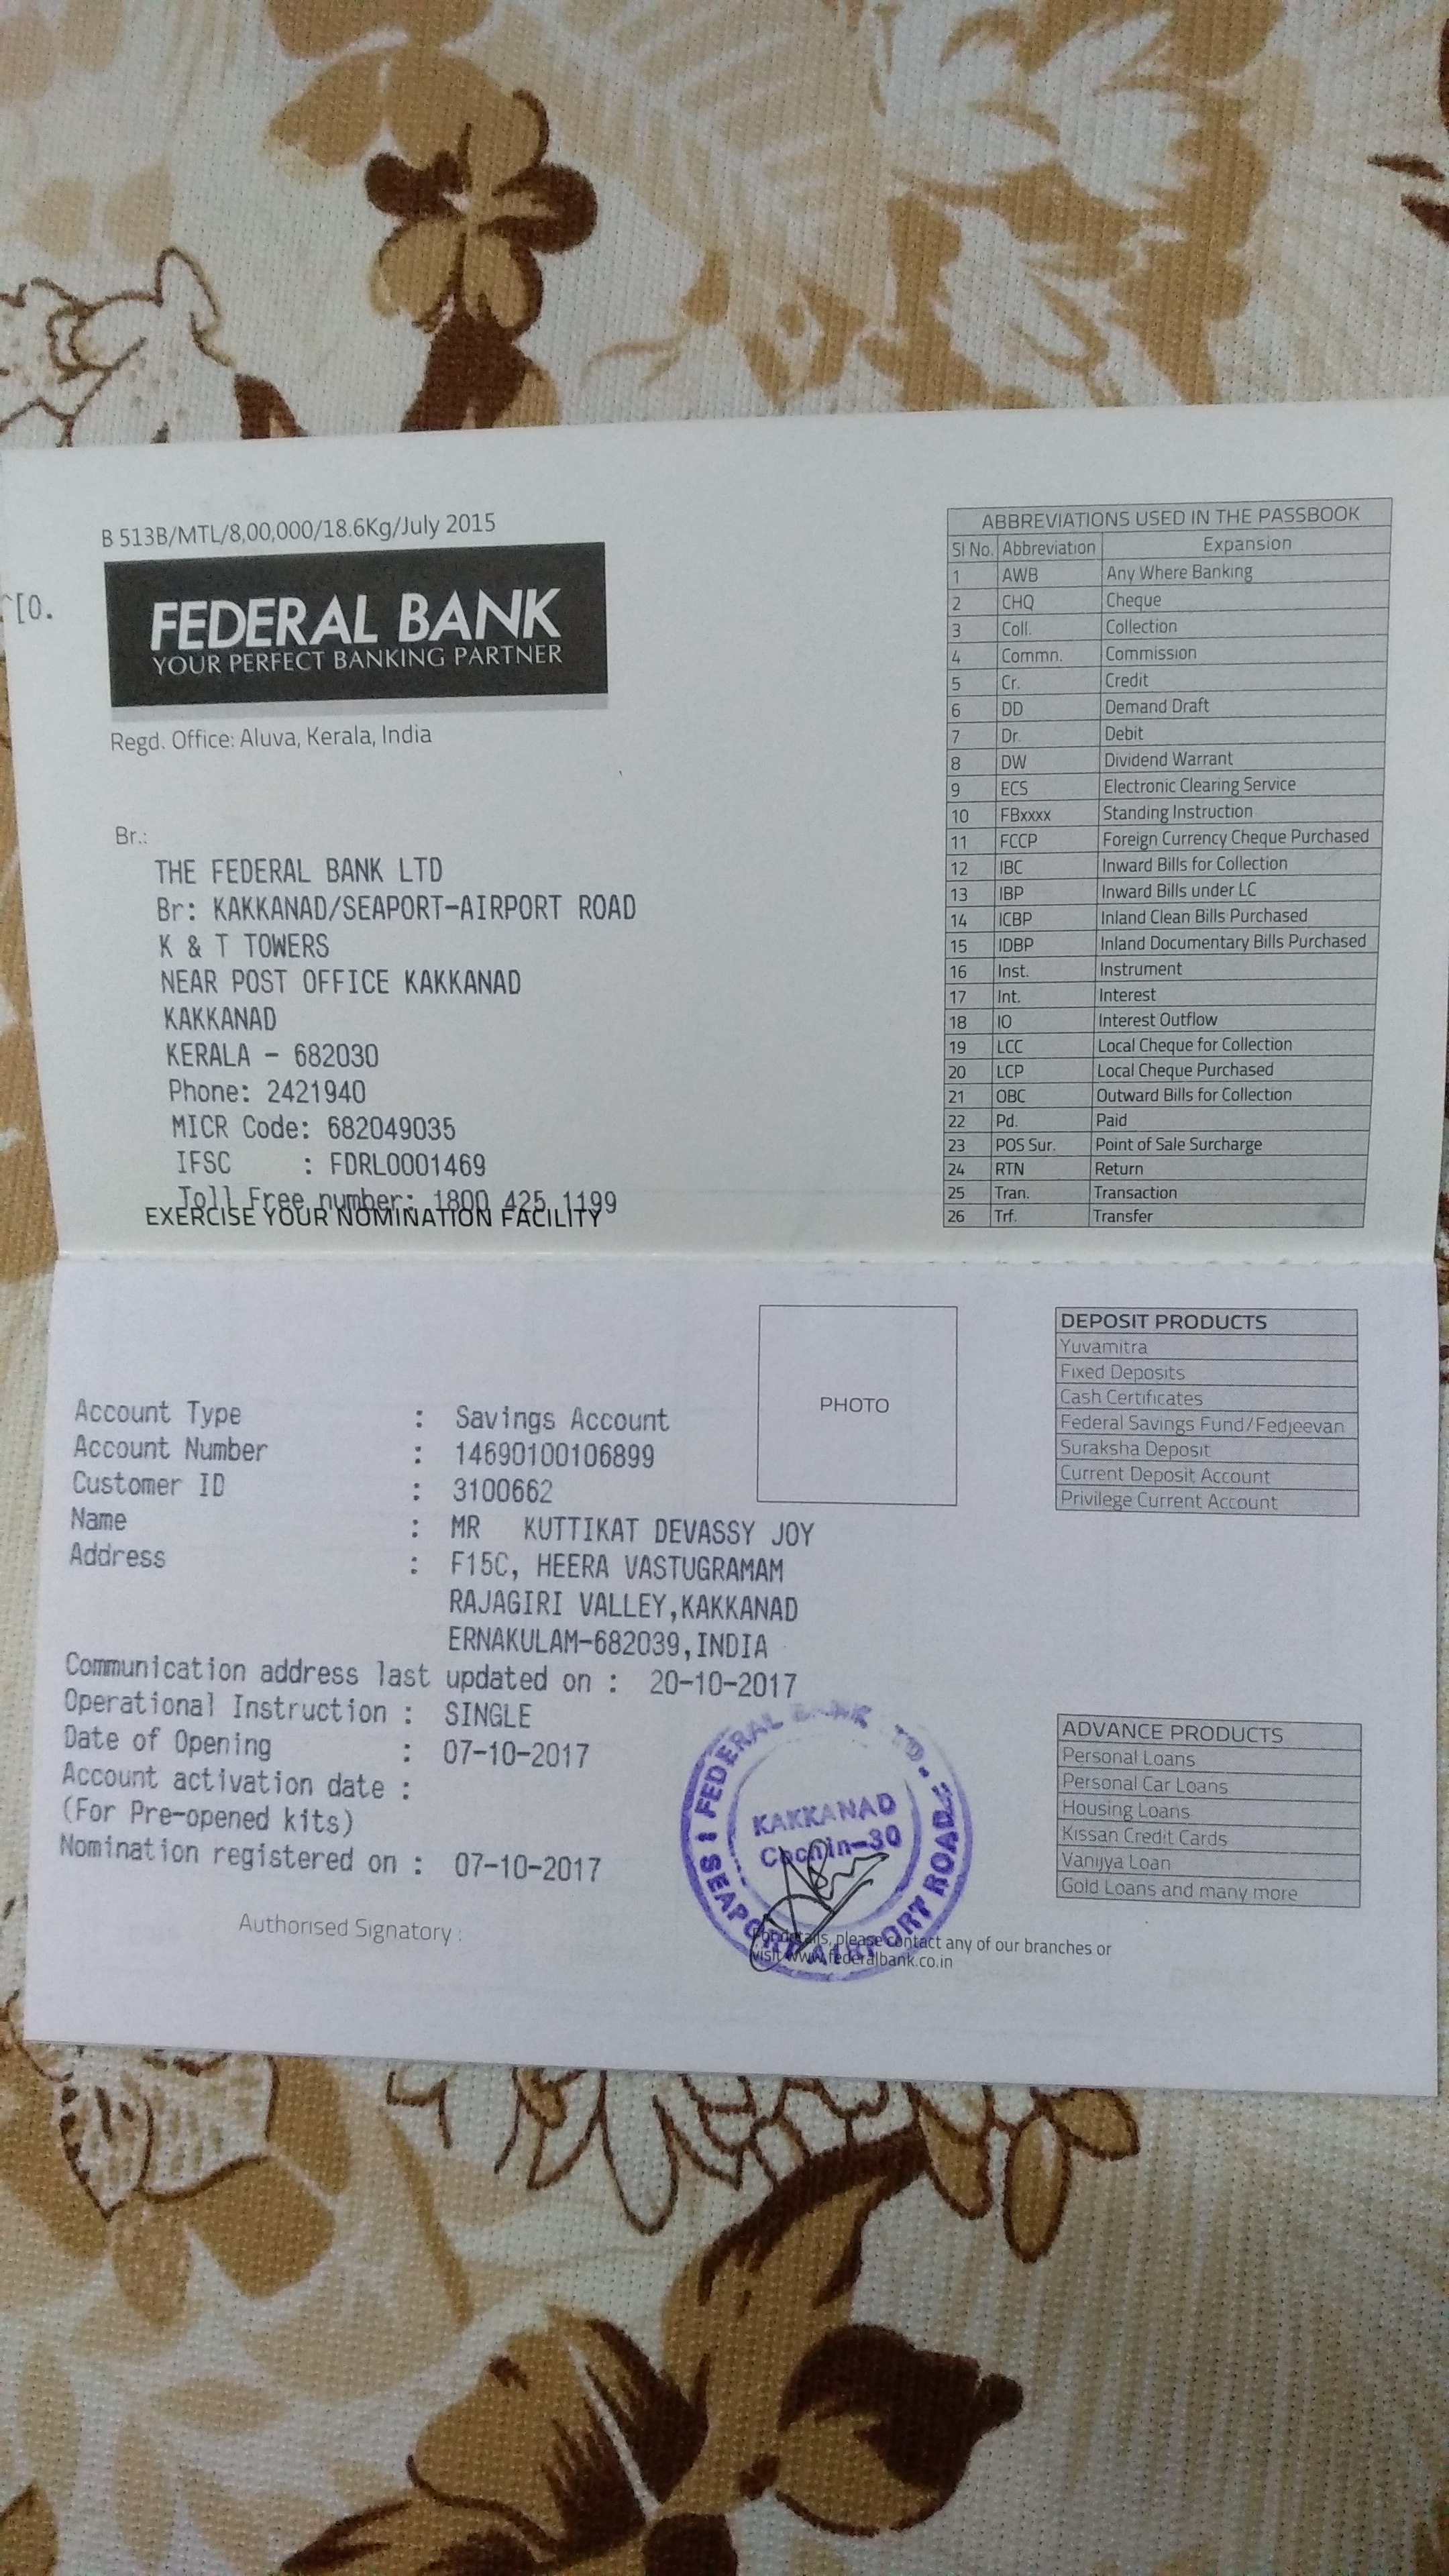 B 513B/MTL/8,00,000/18.6Kg/July 2015
FEDERAL BANK
YOUR PERFECT BANKING PARTNER
Regd. Office: Aluva, Kerala, India
Br.:
THE FEDERAL BANK LTD
Br: KAKKANAD/SEAPORT-AIRPORT ROAD
K & T TOWERS
NEAR POST OFFICE KAKKANAD
KAKKANAD
KERALA - 682030
Phone: 2421940
MICR Code: 682049035
IFSC : FDRL0001469
Toll Free number: 1800 425 1199
EXERCISE YOUR NOMINATION FACILITY
ABBREVIATIONS USED IN THE PASSBOOK
Sl No. Abbreviation Expansion
1 AWB Any Where Banking
2 CHQ Cheque
3 Coll. Collection
4 Commn. Commission
5 Cr. Credit
6 DD Demand Draft
7 Dr. Debit
8 DW Dividend Warrant
9 ECS Electronic Clearing Service
10 FBxxxx Standing Instruction
11 FCCP Foreign Currency Cheque Purchased
12 IBC Inward Bills for Collection
13 IBP Inward Bills under LC
14 ICBP Inland Clean Bills Purchased
15 IDBP Inland Documentary Bills Purchased
16 Inst. Instrument
17 Int. Interest
18 IO Interest Outflow
19 LCC Local Cheque for Collection
20 LCP Local Cheque Purchased
21 OBC Outward Bills for Collection
22 Pd. Paid
23 POS Sur. Point of Sale Surcharge
24 RTN Return
25 Tran. Transaction
26 Trf. Transfer
Account Type : Savings Account
Account Number : 14690100106899
Customer ID : 3100662
Name : MR KUTTIKAT DEVASSY JOY
Address : F15C, HEERA VASTUGRAMAM
RAJAGIRI VALLEY,KAKKANAD
ERNAKULAM-682039,INDIA
Communication address last updated on : 20-10-2017
Operational Instruction : SINGLE
Date of Opening : 07-10-2017
Account activation date :
(For Pre-opened kits)
Nomination registered on : 07-10-2017
Authorised Signatory :
PHOTO
DEPOSIT PRODUCTS
Yuvamitra
Fixed Deposits
Cash Certificates
Federal Savings Fund/Fedjeevan
Suraksha Deposit
Current Deposit Account
Privilege Current Account
ADVANCE PRODUCTS
Personal Loans
Personal Car Loans
Housing Loans
Kissan Credit Cards
Vanijya Loan
Gold Loans and many more
FEDERAL BANK LTD.
KAKKANAD
Cochin-30
SEAPORT AIRPORT ROAD
For details, please contact any of our branches or
visit www.federalbank.co.in